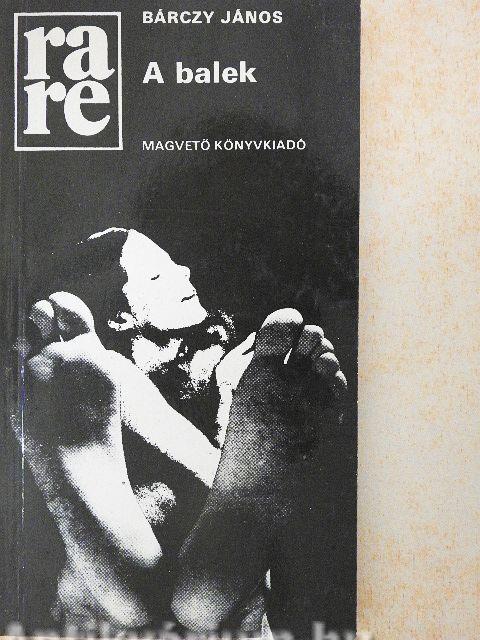 BÁRCZY JÁNOS
ra
re
A balek
MAGVETŐ KÖNYVKIADÓ